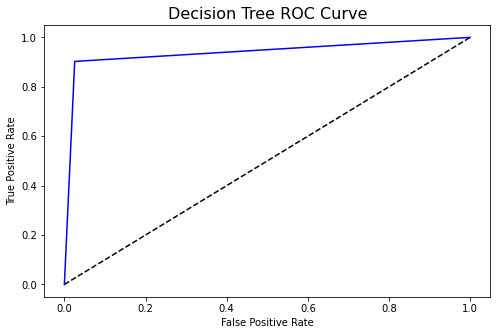 Decision Tree ROC Curve
1.0
0.8
0.6
0.4
0.2
0.0
True Positive Rate
0.0 0.2 0.4 0.6 0.8 1.0
False Positive Rate